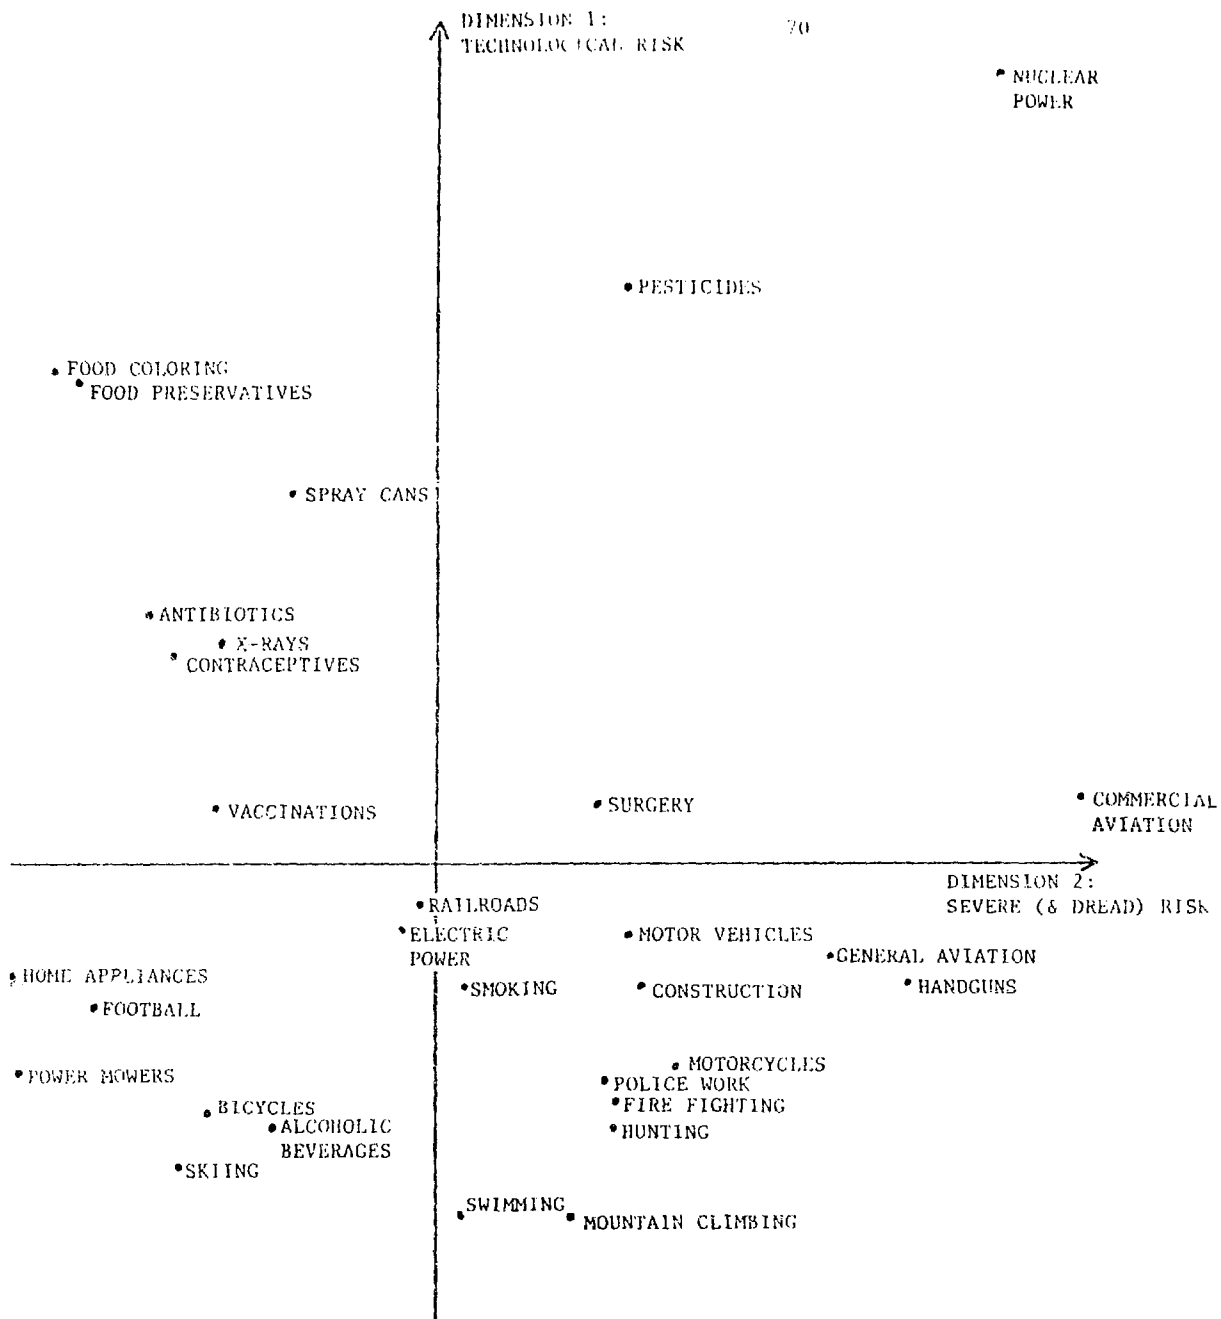 DIMENSION 1:
TECHNOLOGICAL RISK
70
NUCLEAR
POWER
PESTICIDES
FOOD COLORING
FOOD PRESERVATIVES
SPRAY CANS
ANTIBIOTICS
X-RAYS
CONTRACEPTIVES
VACCINATIONS
SURGERY
COMMERCIAL
AVIATION
DIMENSION 2:
SEVERE (& DREAD) RISK
RAILROADS
ELECTRIC
POWER
MOTOR VEHICLES
GENERAL AVIATION
HOME APPLIANCES
SMOKING
CONSTRUCTION
HANDGUNS
FOOTBALL
MOTORCYCLES
POWER MOWERS
POLICE WORK
BICYCLES
FIRE FIGHTING
ALCOHOLIC
BEVERAGES
HUNTING
SKIING
SWIMMING
MOUNTAIN CLIMBING